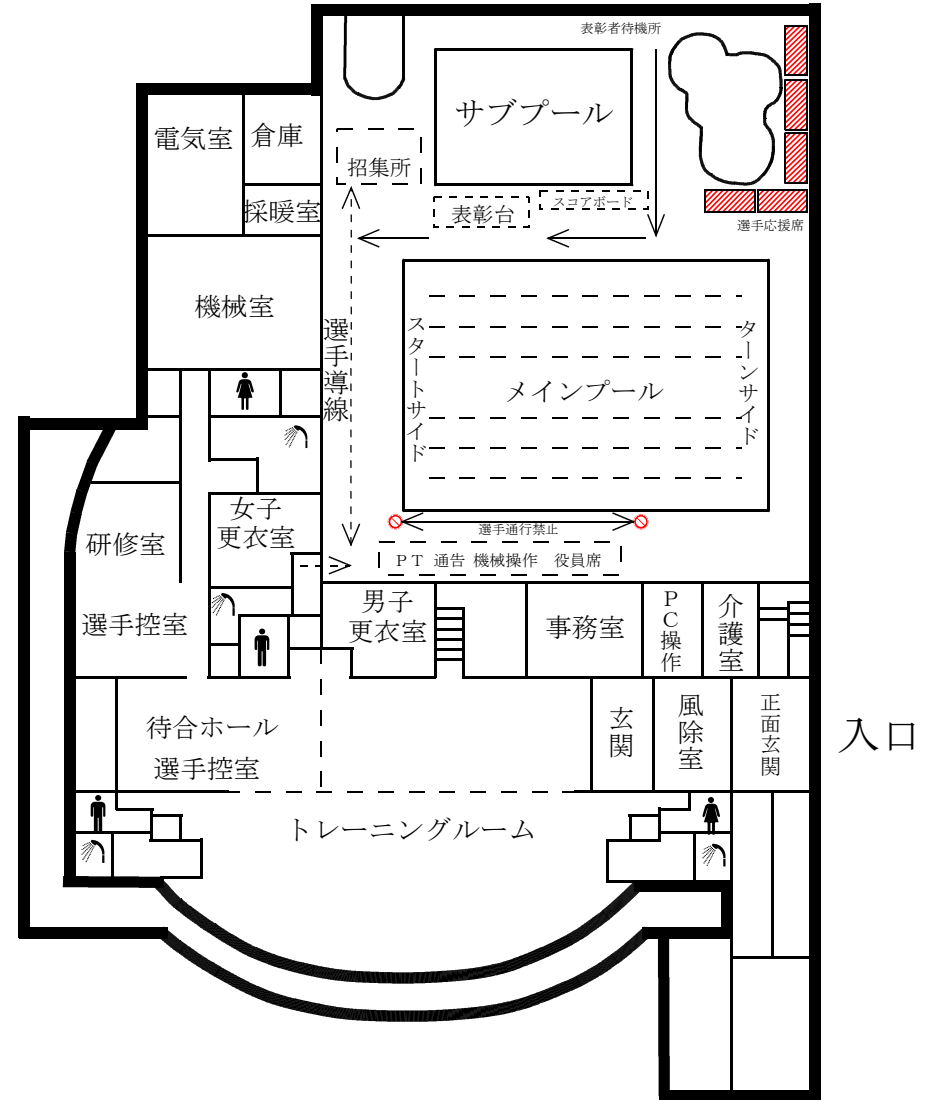 表彰者待機所
サブプール
電気室
倉庫
招集所
採暖室
表彰台
スコアボード
選手応援席
機械室
選手導線
スタートサイド
メインプール
ターンサイド
女子
更衣室
選手通行禁止
研修室
ＰＴ 通告 機械操作 役員席
選手控室
男子
更衣室
事務室
ＰＣ操作
介護室
待合ホール
選手控室
玄関
風除室
正面玄関
入口
トレーニングルーム